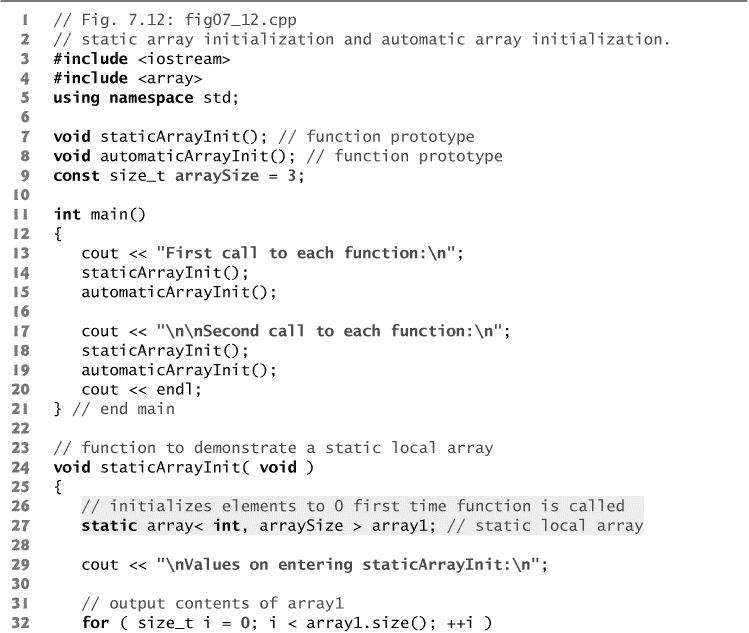 1 // Fig. 7.12: fig07_12.cpp
2 // static array initialization and automatic array initialization.
3 #include <iostream>
4 #include <array>
5 using namespace std;
6
7 void staticArrayInit(); // function prototype
8 void automaticArrayInit(); // function prototype
9 const size_t arraySize = 3;
10
11 int main()
12 {
13 cout << "First call to each function:\n";
14 staticArrayInit();
15 automaticArrayInit();
16
17 cout << "\n\nSecond call to each function:\n";
18 staticArrayInit();
19 automaticArrayInit();
20 cout << endl;
21 } // end main
22
23 // function to demonstrate a static local array
24 void staticArrayInit( void )
25 {
26 // initializes elements to 0 first time function is called
27 static array< int, arraySize > array1; // static local array
28
29 cout << "\nValues on entering staticArrayInit:\n";
30
31 // output contents of array1
32 for ( size_t i = 0; i < array1.size(); ++i )